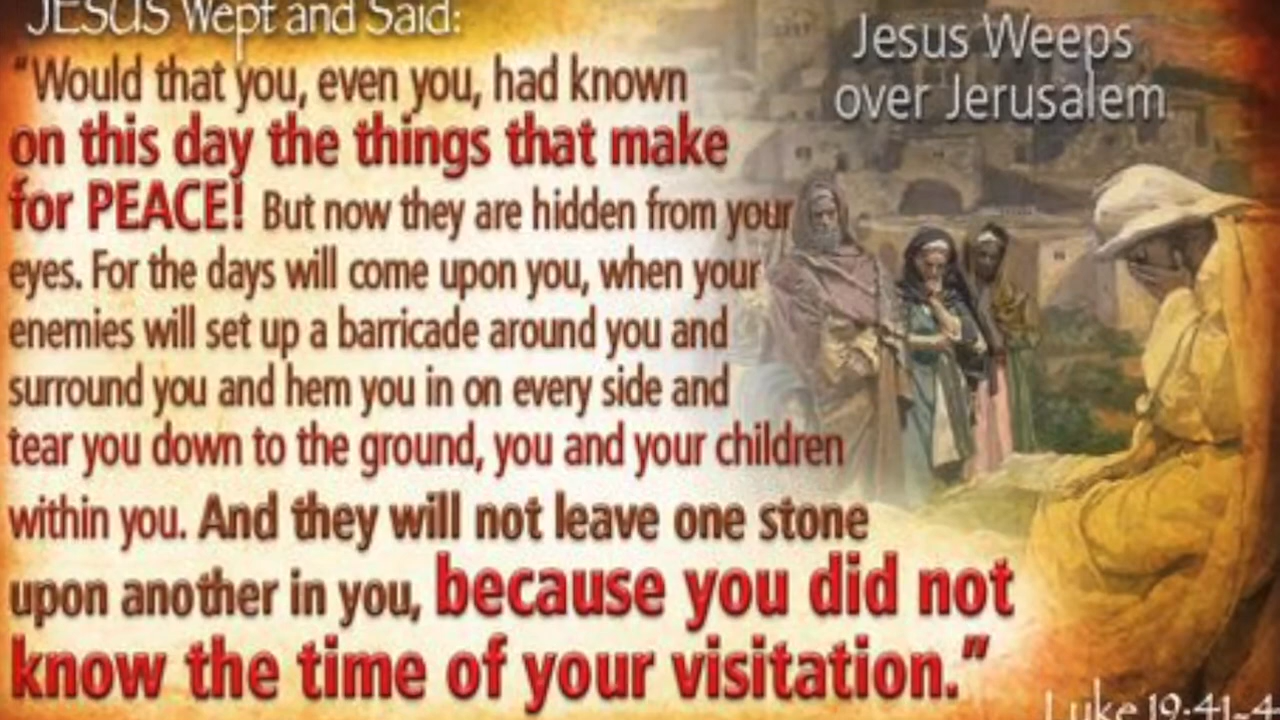 JESUS Wept and Said:
"Would that you, even you, had known
on this day the things that make
for PEACE! But now they are hidden from your
eyes. For the days will come upon you, when your
enemies will set up a barricade around you and
surround you and hem you in on every side and
tear you down to the ground, you and your children
within you. And they will not leave one stone
upon another in you, because you did not
know the time of your visitation."
Jesus Weeps
over Jerusalem
Luke 19:41-4